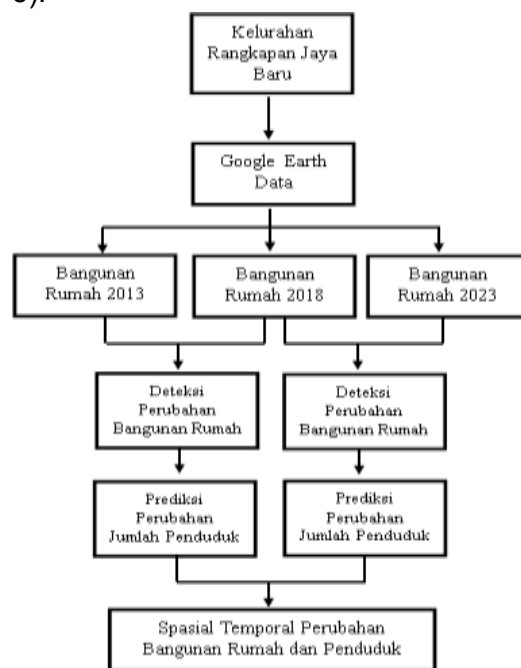 Kelurahan
Rangkapan Jaya
Baru
Google Earth
Data
Bangunan
Rumah 2013
Bangunan
Rumah 2018
Bangunan
Rumah 2023
Deteksi
Perubahan
Bangunan Rumah
Deteksi
Perubahan
Bangunan Rumah
Prediksi
Perubahan
Jumlah Penduduk
Prediksi
Perubahan
Jumlah Penduduk
Spasial Temporal Perubahan
Bangunan Rumah dan Penduduk